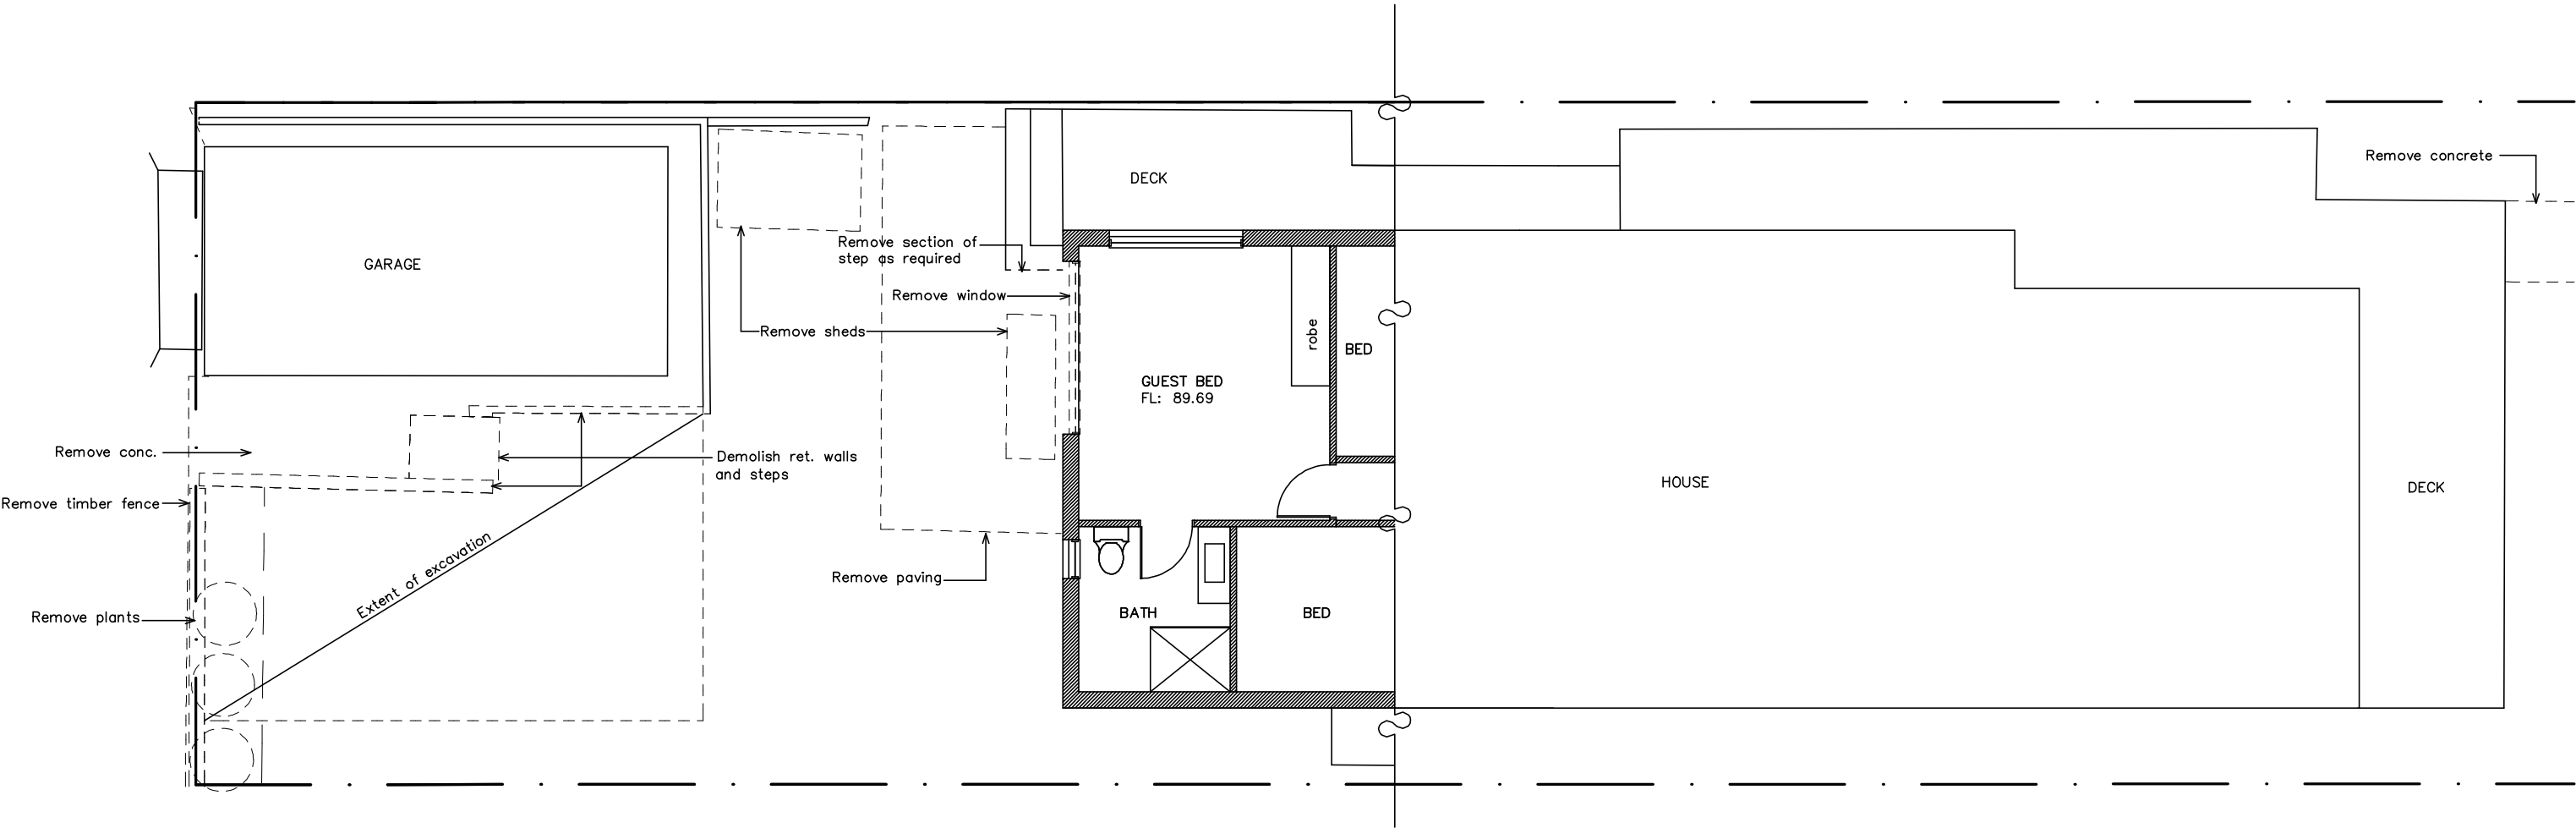 Remove concrete
DECK
GARAGE
Remove section of
step as required
Remove window
Remove sheds
robe
BED
GUEST BED
FL: 89.69
Remove conc.
Demolish ret. walls
and steps
HOUSE
DECK
Remove timber fence
Extent of excavation
Remove paving
Remove plants
BATH
BED